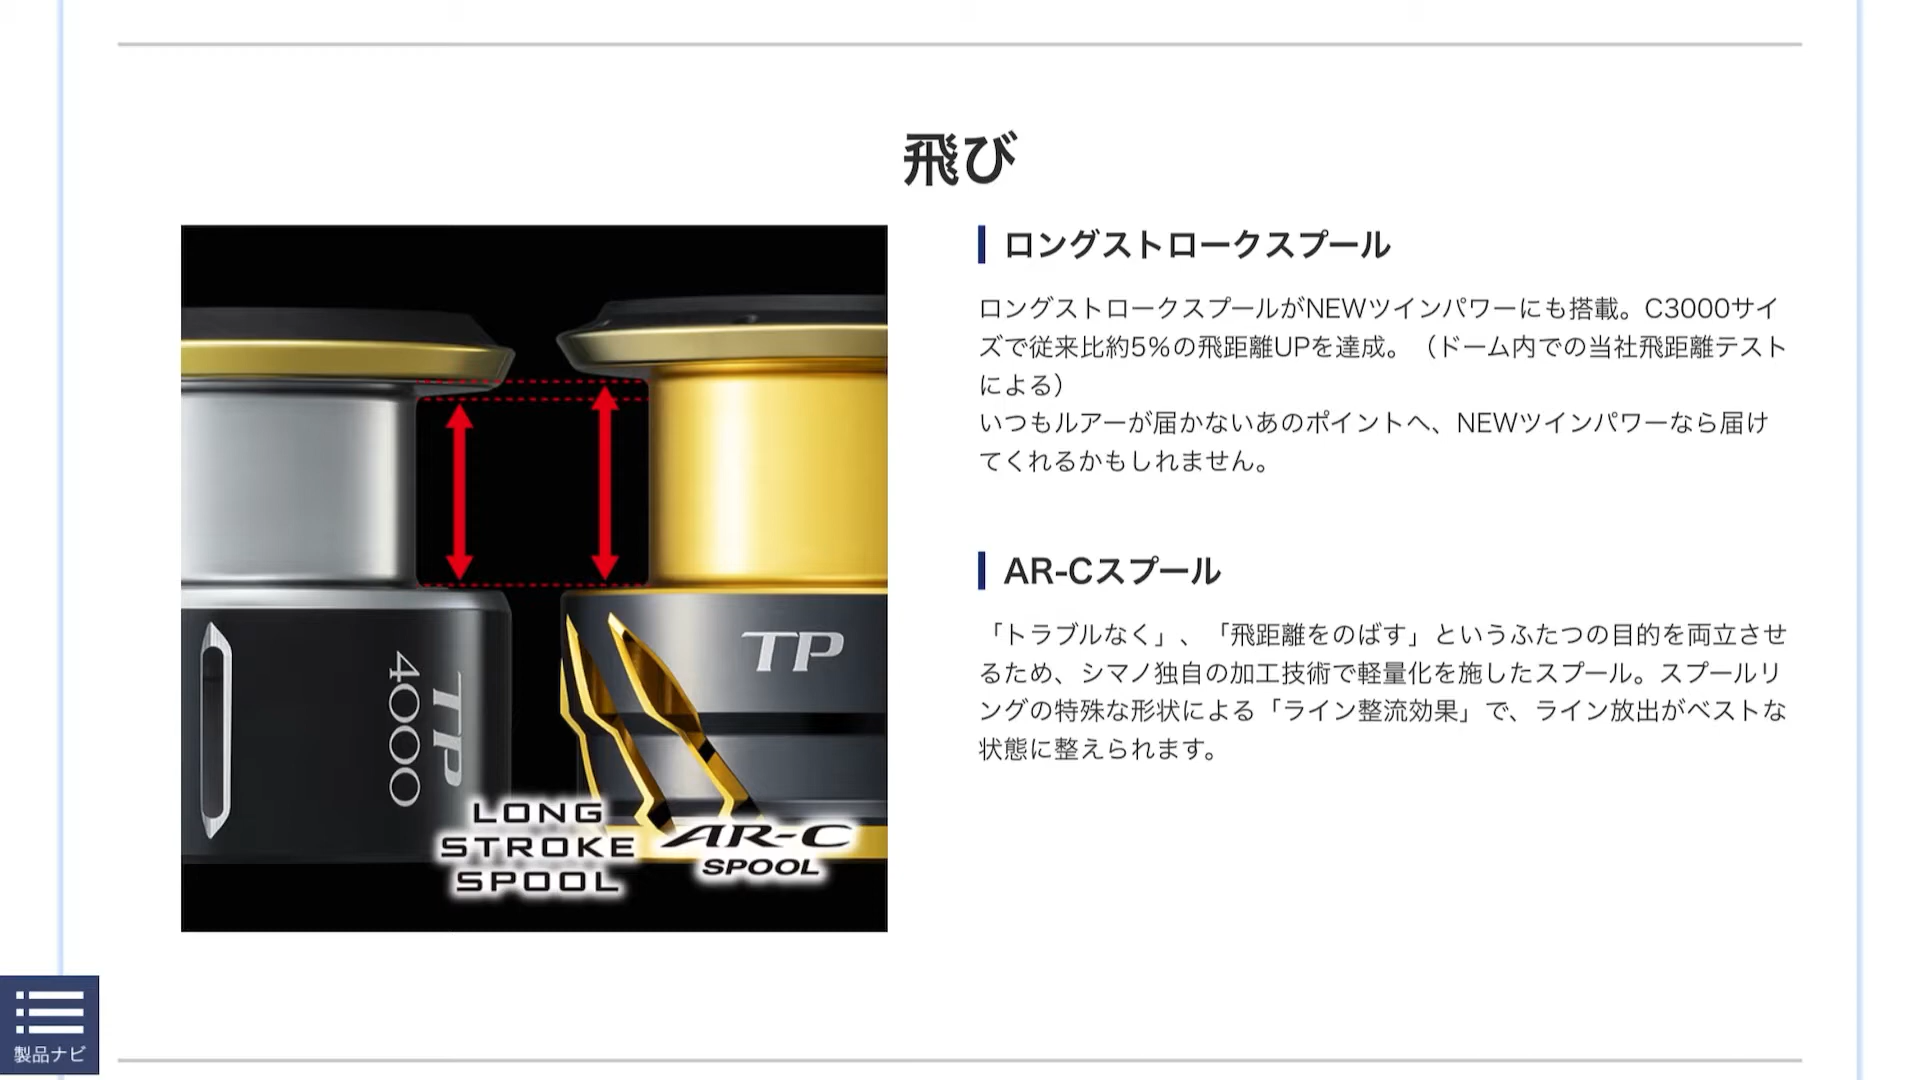 飛び
ロングストロークスプール
ロングストロークスプールがNEWツインパワーにも搭載。C3000サイ
ズで従来比約5%の飛距離UPを達成。（ドーム内での当社飛距離テスト
による）
いつもルアーが届かないあのポイントへ、NEWツインパワーなら届け
てくれるかもしれません。
AR-Cスプール
「トラブルなく」、「飛距離をのばす」というふたつの目的を両立させ
るため、シマノ独自の加工技術で軽量化を施したスプール。スプールリ
ングの特殊な形状による「ライン整流効果」で、ライン放出がベストな
状態に整えられます。
TP
4000
TP
LONG
STROKE
SPOOL
AR-C
SPOOL
製品ナビ